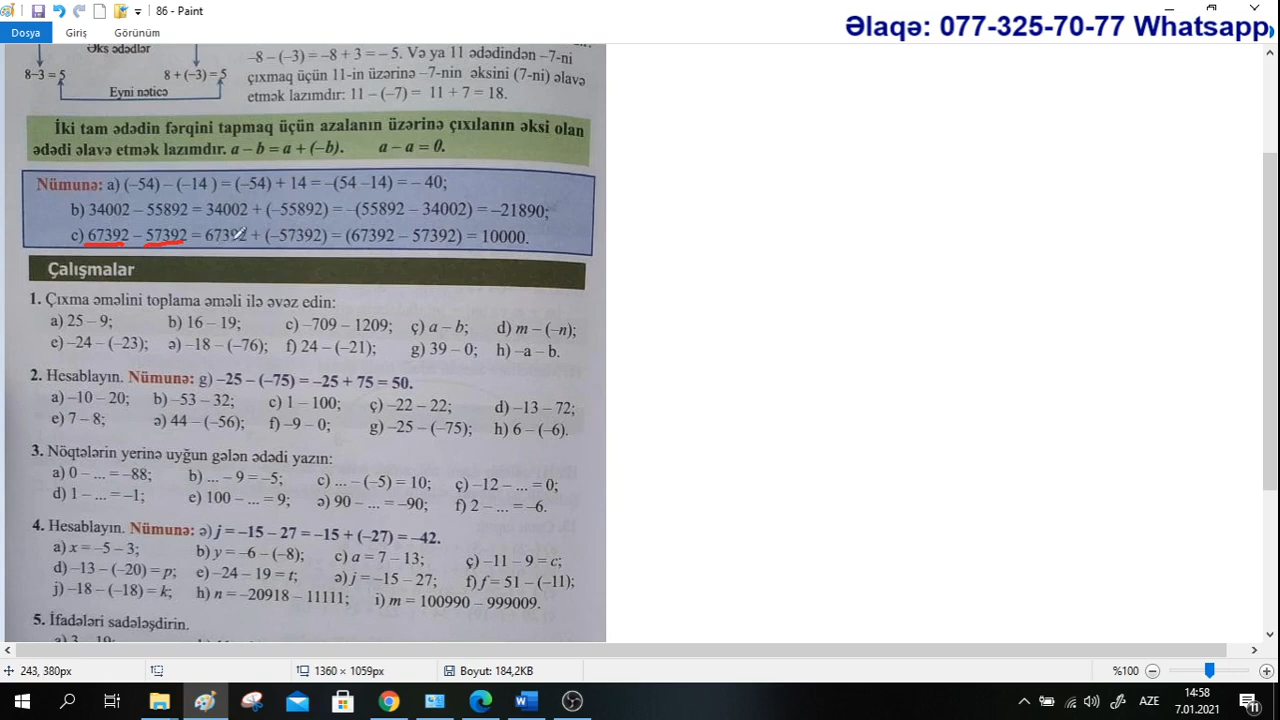 86 - Paint
Əlaqə: 077-325-70-77 Whatsapp
Dosya Giriş Görünüm
Əks ədədlər
8–3 = 5 8 + (–3) = 5
Eyni nəticə
–8 – (–3) = –8 + 3 = – 5. Və ya 11 ədədindən –7-ni
çıxmaq üçün 11-in üzərinə –7-nin əksini (7-ni) əlavə
etmək lazımdır: 11 – (–7) = 11 + 7 = 18.
İki tam ədədin fərqini tapmaq üçün azalanın üzərinə çıxılanın əksi olan
ədədi əlavə etmək lazımdır. a – b = a + (–b). a – a = 0.
Nümunə: a) (–54) – (–14 ) = (–54) + 14 = –(54 –14) = – 40;
b) 34002 – 55892 = 34002 + (–55892) = –(55892 – 34002) = –21890;
c) 67392 – 57392 = 67392 + (–57392) = (67392 – 57392) = 10000.
Çalışmalar
1. Çıxma əməlini toplama əməli ilə əvəz edin:
a) 25 – 9; b) 16 – 19; c) –709 – 1209; ç) a – b; d) m – (–n);
e) –24 – (–23); ə) –18 – (–76); f) 24 – (–21); g) 39 – 0; h) –a – b.
2. Hesablayın. Nümunə: g) –25 – (–75) = –25 + 75 = 50.
a) –10 – 20; b) –53 – 32; c) 1 – 100; ç) –22 – 22; d) –13 – 72;
e) 7 – 8; ə) 44 – (–56); f) –9 – 0; g) –25 – (–75); h) 6 – (–6).
3. Nöqtələrin yerinə uyğun gələn ədədi yazın:
a) 0 – ... = –88; b) ... – 9 = –5; c) ... – (–5) = 10; ç) –12 – ... = 0;
d) 1 – ... = –1; e) 100 – ... = 9; ə) 90 – ... = –90; f) 2 – ... = –6.
4. Hesablayın. Nümunə: ə) j = –15 – 27 = –15 + (–27) = –42.
a) x = –5 – 3; b) y = –6 – (–8); c) a = 7 – 13; ç) –11 – 9 = c;
d) –13 – (–20) = p; e) –24 – 19 = t; ə) j = –15 – 27; f) f = 51 – (–11);
j) –18 – (–18) = k; h) n = –20918 – 11111; i) m = 100990 – 999009.
5. İfadələri sadələşdirin.
243, 380px 1360 × 1059px Boyut: 184,2KB %100
AZE 14:58
7.01.2021
11